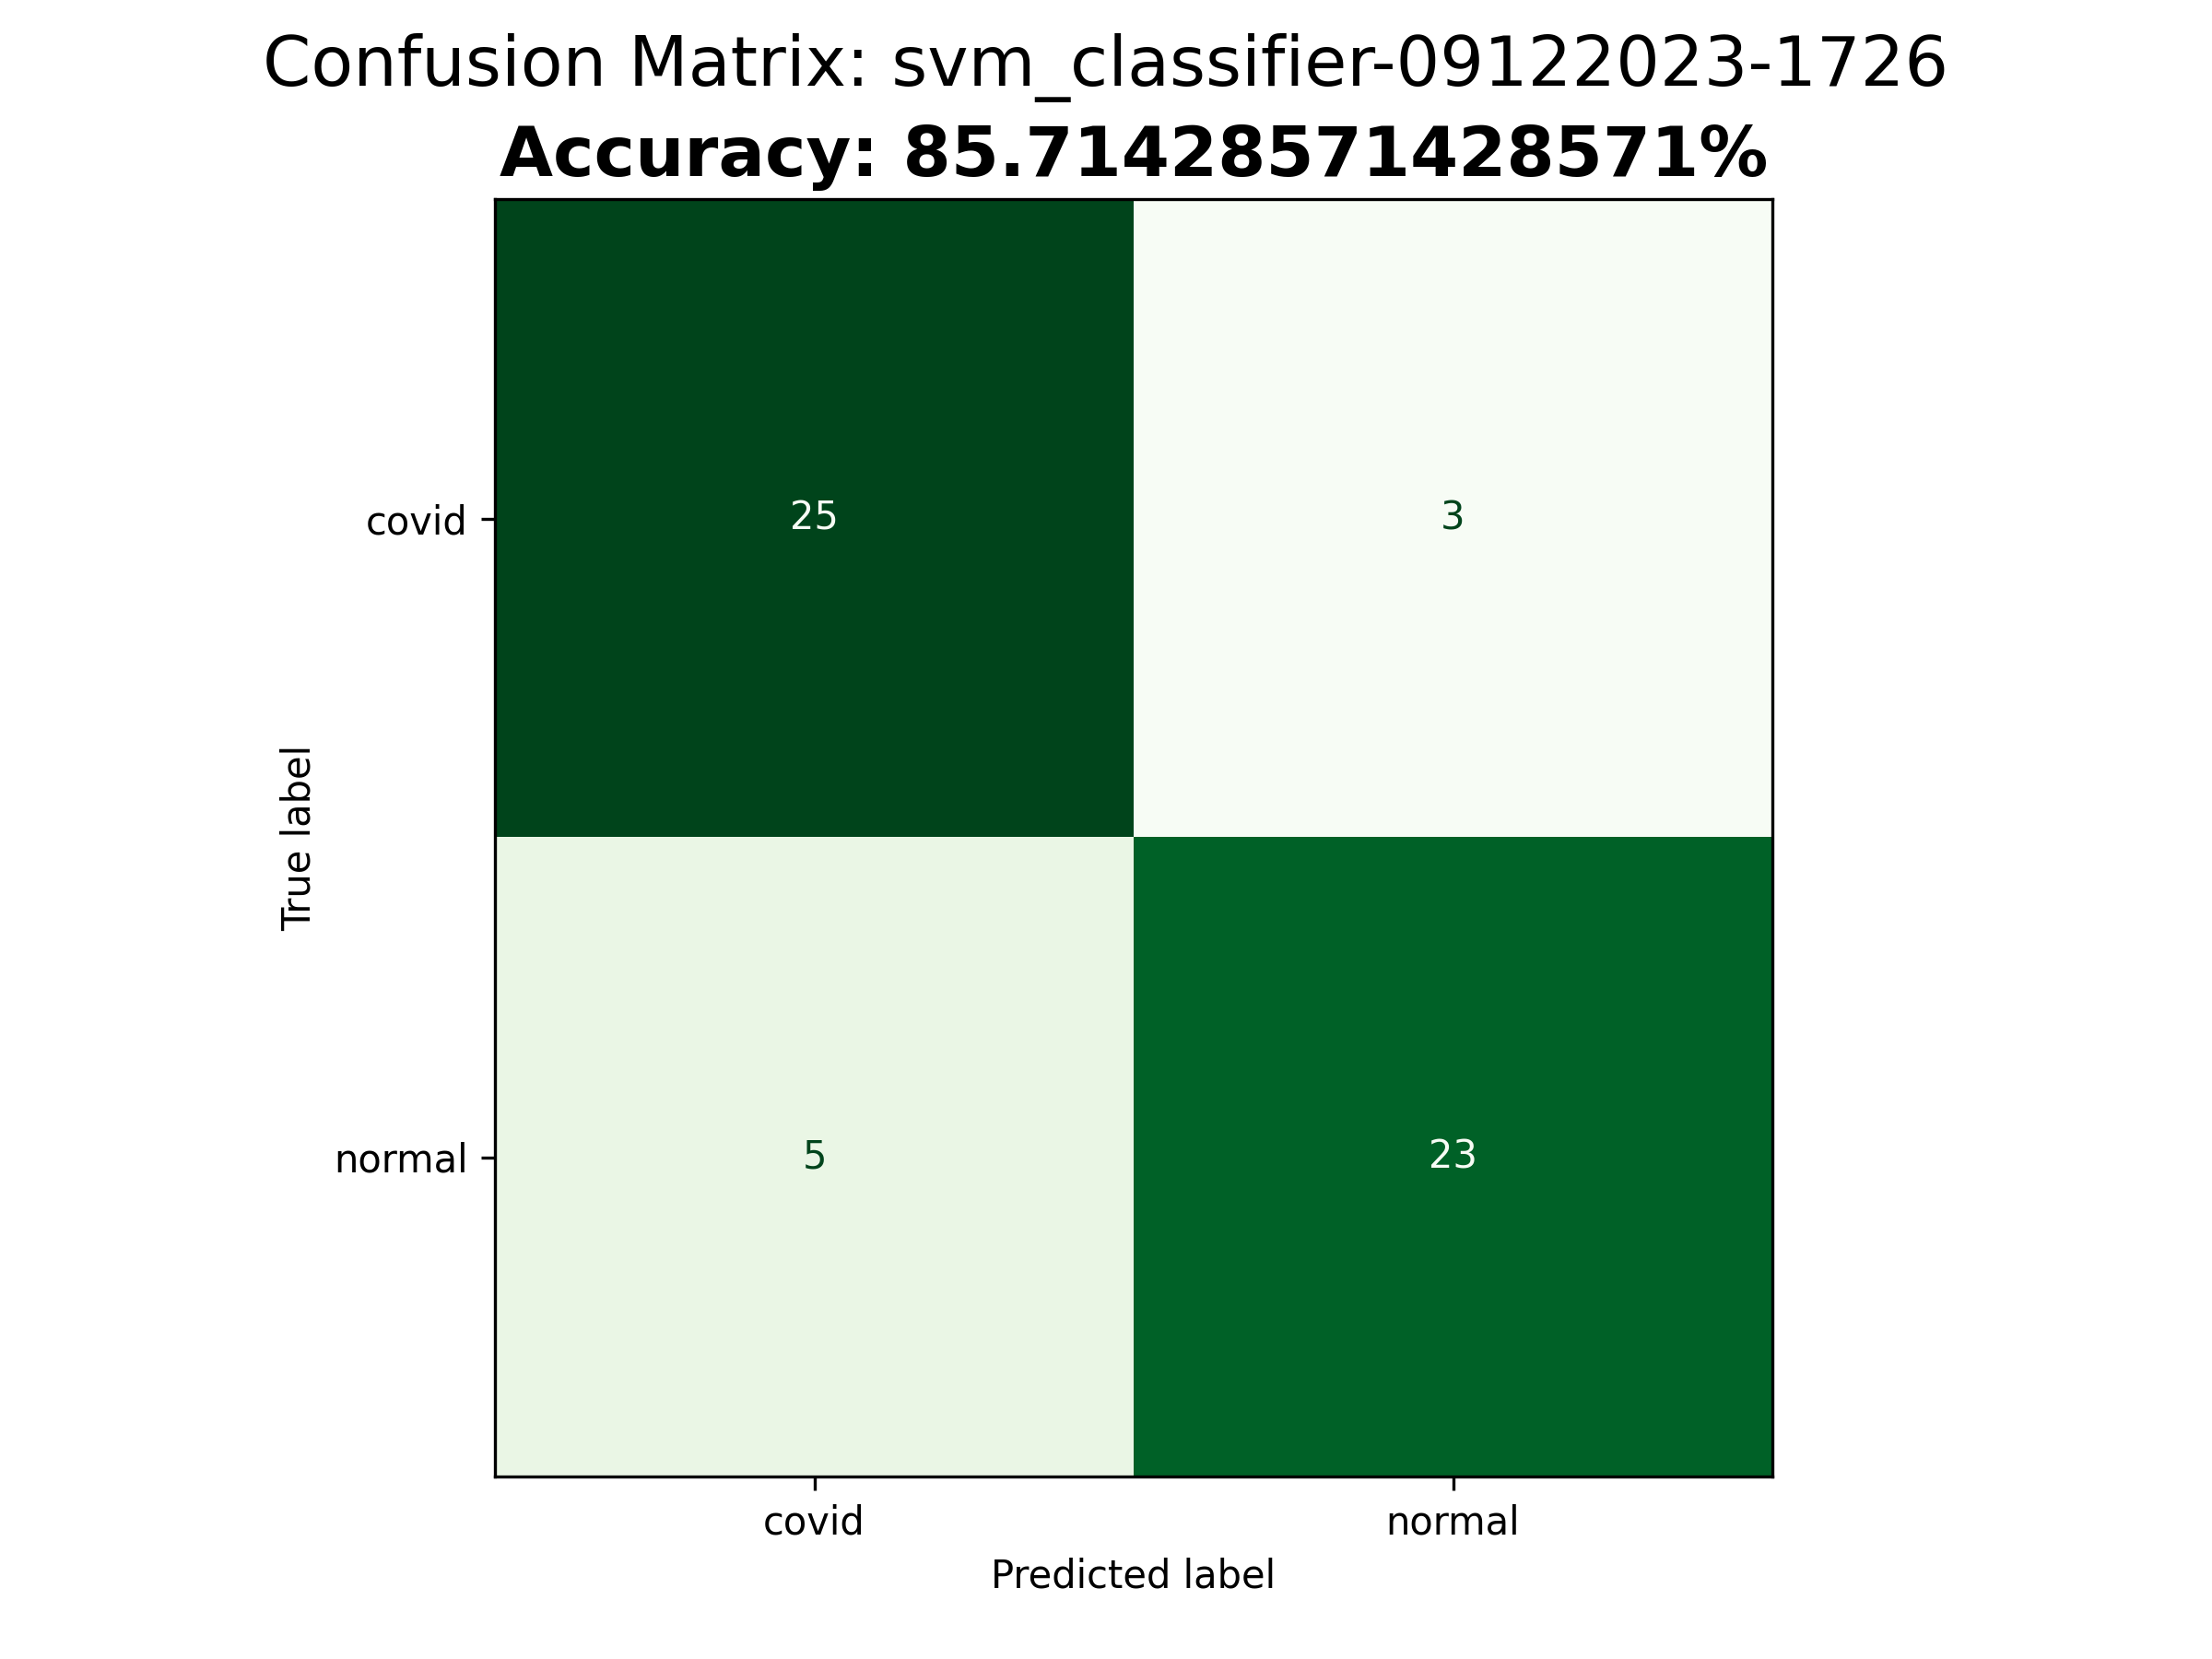 Confusion Matrix: svm_classifier-09122023-1726
Accuracy: 85.71428571428571%
covid
25
3
True label
normal
5
23
covid
normal
Predicted label